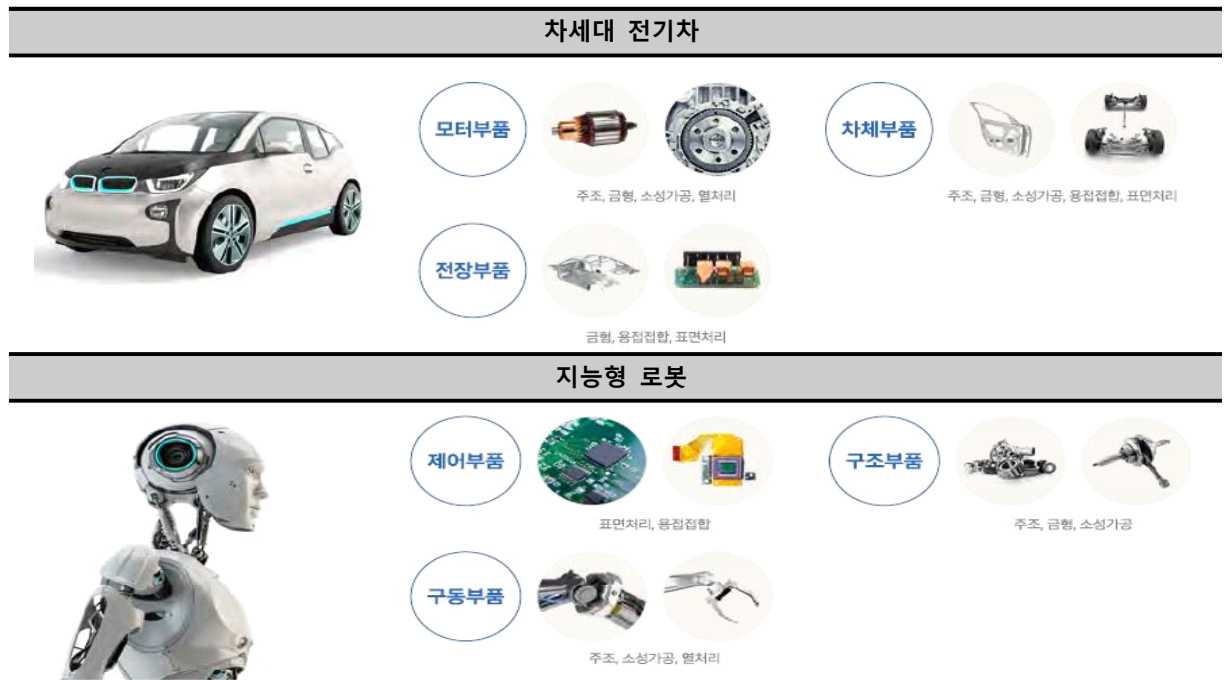 차세대 전기차
모터부품
주조, 금형, 소성가공, 열처리
차체부품
주조, 금형, 소성가공, 용접접합, 표면처리
전장부품
금형, 용접접합, 표면처리
지능형 로봇
제어부품
표면처리, 용접접합
구조부품
주조, 금형, 소성가공
구동부품
주조, 소성가공, 열처리